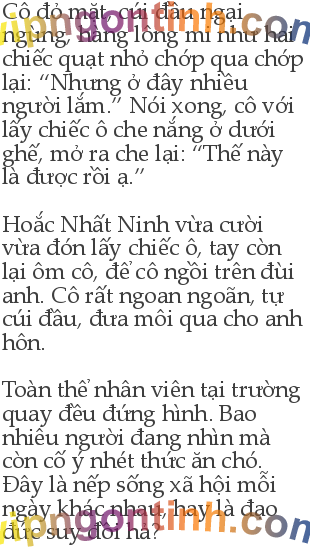 Cô đỏ mặt, cúi đầu ngại
ngùng, hàng lông mi như hai
chiếc quạt nhỏ chớp qua chớp
lại: “Nhưng ở đây nhiều
người lắm.” Nói xong, cô với
lấy chiếc ô che nắng ở dưới
ghế, mở ra che lại: “Thế này
là được rồi ạ.”
Hoắc Nhất Ninh vừa cười
vừa đón lấy chiếc ô, tay còn
lại ôm cô, để cô ngồi trên đùi
anh. Cô rất ngoan ngoãn, tự
cúi đầu, đưa môi qua cho anh
hôn.
Toàn thể nhân viên tại trường
quay đều đứng hình. Bao
nhiêu người đang nhìn mà
còn cố ý nhét thức ăn chó.
Đây là nếp sống xã hội mỗi
ngày khác nhau, hay là đạo
đức suy đồi hả?
vipngontinh.com
vipngontinh.com